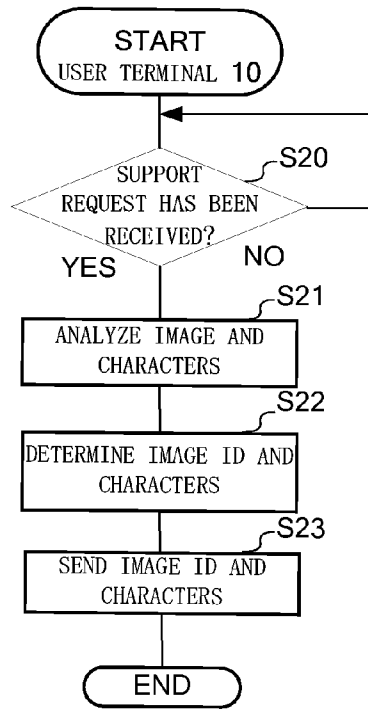 START
USER TERMINAL 10
S20
SUPPORT
REQUEST HAS BEEN
RECEIVED?
YES
NO
S21
ANALYZE IMAGE AND
CHARACTERS
S22
DETERMINE IMAGE ID AND
CHARACTERS
S23
SEND IMAGE ID AND
CHARACTERS
END